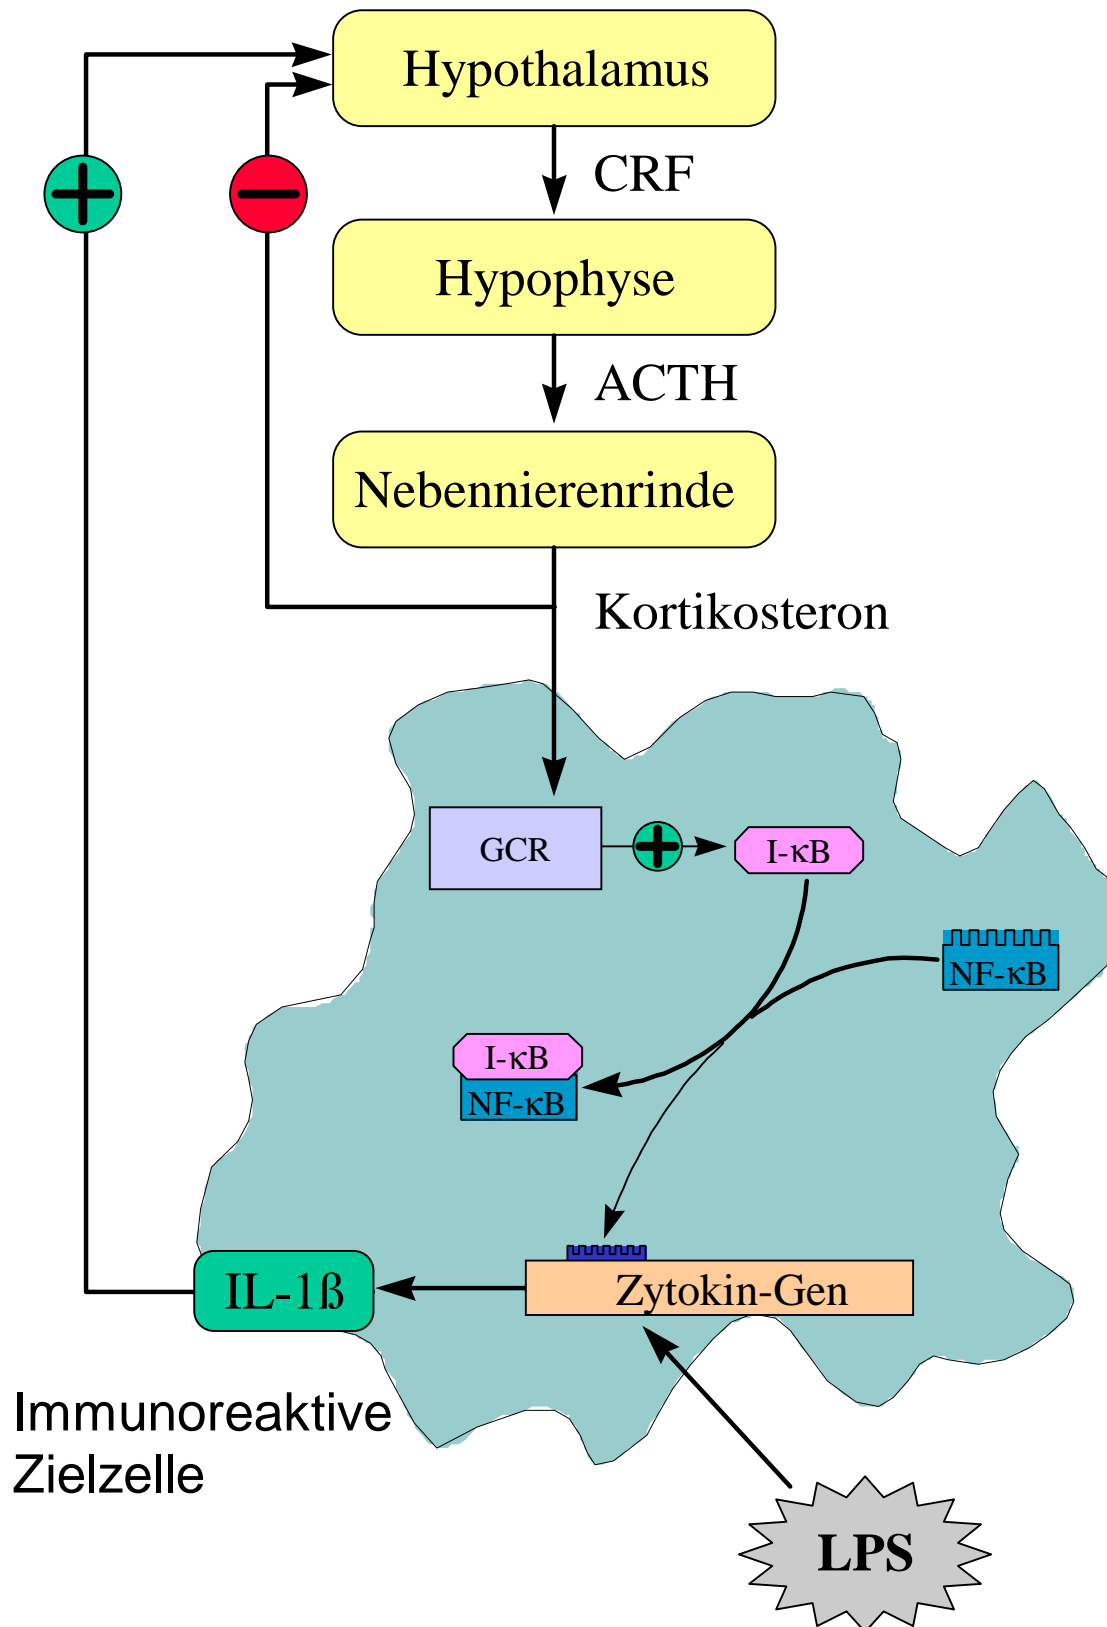 Hypothalamus
CRF
Hypophyse
ACTH
Nebennierenrinde
Kortikosteron
GCR
I-κB
NF-κB
I-κB
NF-κB
Zytokin-Gen
IL-1ß
Immunoreaktive
Zielzelle
LPS